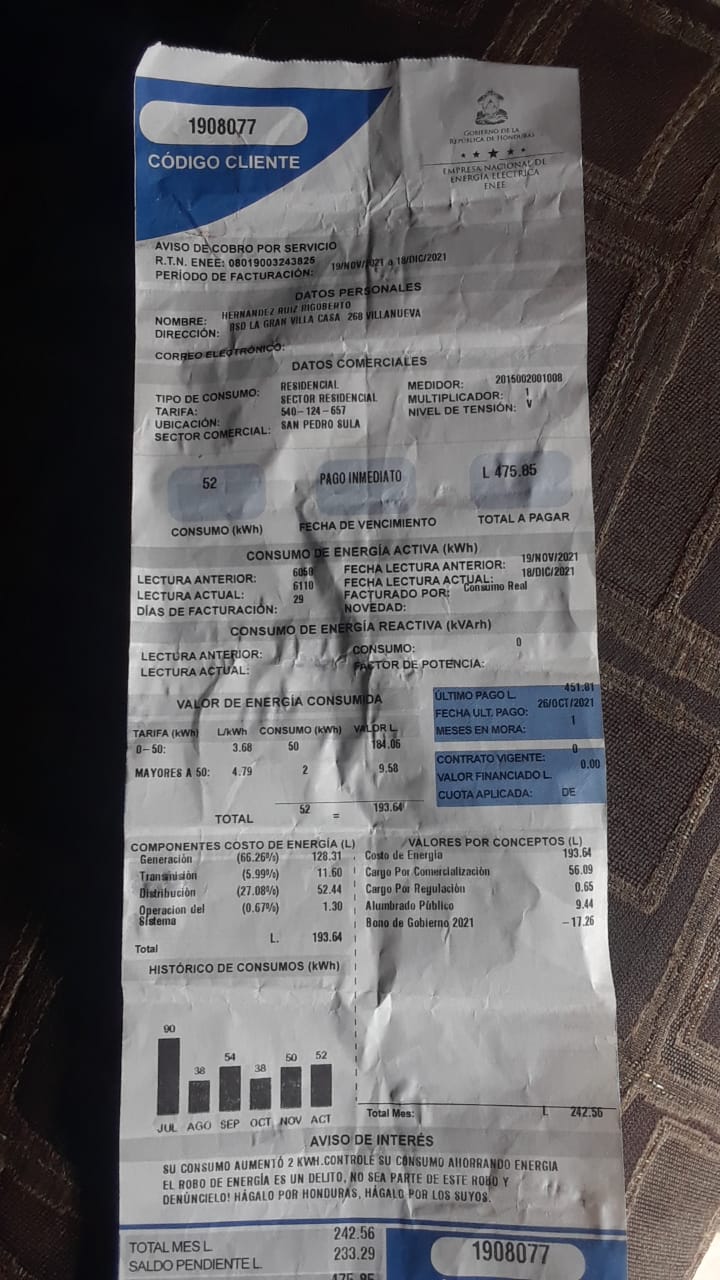 1908077
CÓDIGO CLIENTE
GOBIERNO DE LA
REPÚBLICA DE HONDURAS
EMPRESA NACIONAL DE
ENERGÍA ELÉCTRICA
ENEE
AVISO DE COBRO POR SERVICIO
R.T.N. ENEE: 08019003243825
PERÍODO DE FACTURACIÓN: 19/NOV/2021 a 18/DIC/2021
DATOS PERSONALES
NOMBRE: HERNANDEZ RUIZ RIGOBERTO
DIRECCIÓN: RSD LA GRAN VILLA CASA 268 VILLANUEVA
CORREO ELECTRÓNICO:
DATOS COMERCIALES
TIPO DE CONSUMO: RESIDENCIAL MEDIDOR: 2015002001008
TARIFA: SECTOR RESIDENCIAL MULTIPLICADOR: 1
UBICACIÓN: 540-124-657 NIVEL DE TENSIÓN: V
SECTOR COMERCIAL: SAN PEDRO SULA
52 PAGO INMEDIATO L 475.85
CONSUMO (kWh) FECHA DE VENCIMIENTO TOTAL A PAGAR
CONSUMO DE ENERGÍA ACTIVA (kWh)
LECTURA ANTERIOR: 6058 FECHA LECTURA ANTERIOR: 19/NOV/2021
LECTURA ACTUAL: 6110 FECHA LECTURA ACTUAL: 18/DIC/2021
DÍAS DE FACTURACIÓN: 29 FACTURADO POR: Consumo Real
NOVEDAD:
CONSUMO DE ENERGÍA REACTIVA (kVArh)
LECTURA ANTERIOR: CONSUMO: 0
LECTURA ACTUAL: FACTOR DE POTENCIA:
VALOR DE ENERGÍA CONSUMIDA
TARIFA (kWh) L/kWh CONSUMO (kWh) VALOR L.
0-50: 3.68 50 184.06
MAYORES A 50: 4.79 2 9.58
TOTAL 52 = 193.64
ÚLTIMO PAGO L. 451.81
FECHA ULT. PAGO: 26/OCT/2021
MESES EN MORA: 1
CONTRATO VIGENTE: 0
VALOR FINANCIADO L. 0.00
CUOTA APLICADA: DE
COMPONENTES COSTO DE ENERGÍA (L)
Generación (66.26%) 128.31
Transmisión (5.99%) 11.60
Distribución (27.08%) 52.44
Operacion del (0.67%) 1.30
Sistema
Total L. 193.64
VALORES POR CONCEPTOS (L)
Costo de Energía 193.64
Cargo Por Comercialización 56.09
Cargo Por Regulación 0.65
Alumbrado Público 9.44
Bono de Gobierno 2021 -17.26
HISTÓRICO DE CONSUMOS (kWh)
90 38 54 38 50 52
JUL AGO SEP OCT NOV ACT
Total Mes: L 242.56
AVISO DE INTERÉS
SU CONSUMO AUMENTÓ 2 KWH.CONTROLE SU CONSUMO AHORRANDO ENERGIA
EL ROBO DE ENERGÍA ES UN DELITO, NO SEA PARTE DE ESTE ROBO Y
DENÚNCIELO! HÁGALO POR HONDURAS, HÁGALO POR LOS SUYOS.
TOTAL MES L. 242.56
SALDO PENDIENTE L. 233.29
1908077